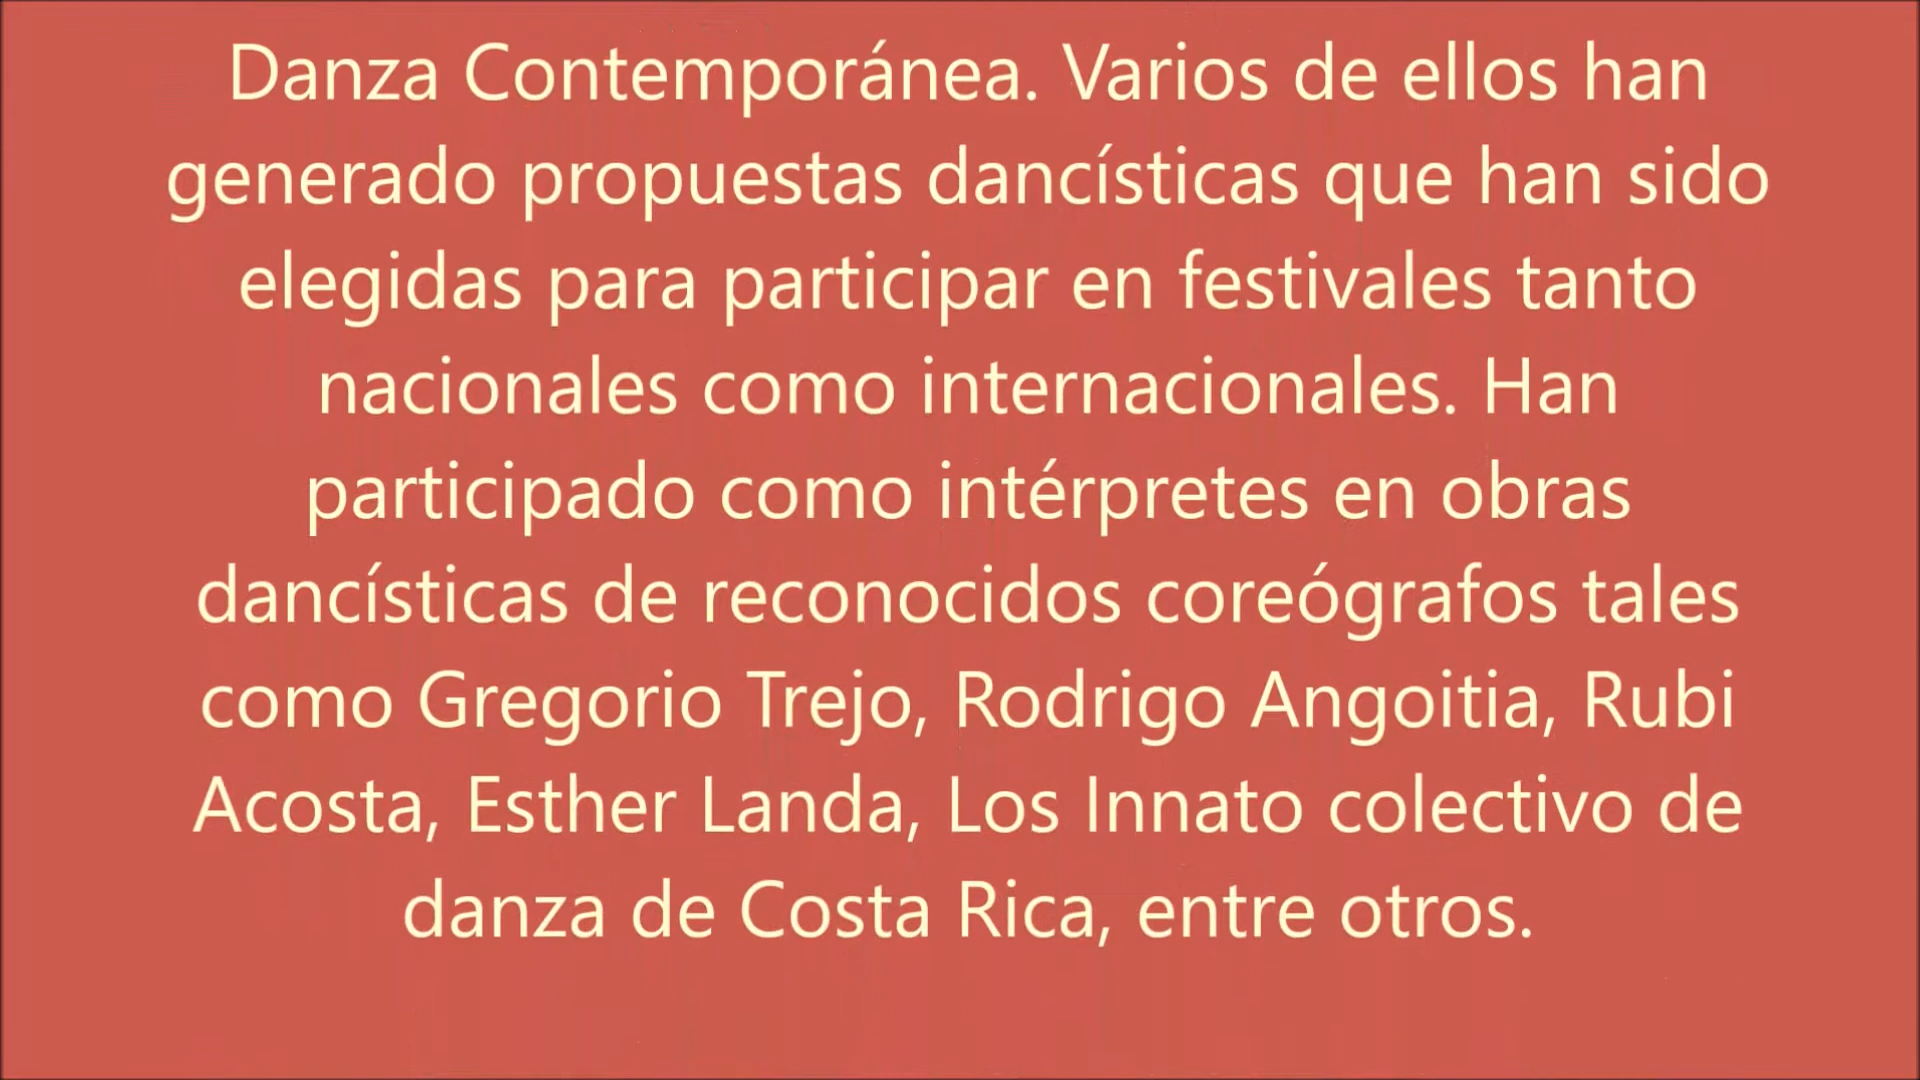 Danza Contemporánea. Varios de ellos han
generado propuestas dancísticas que han sido
elegidas para participar en festivales tanto
nacionales como internacionales. Han
participado como intérpretes en obras
dancísticas de reconocidos coreógrafos tales
como Gregorio Trejo, Rodrigo Angoitia, Rubi
Acosta, Esther Landa, Los Innato colectivo de
danza de Costa Rica, entre otros.